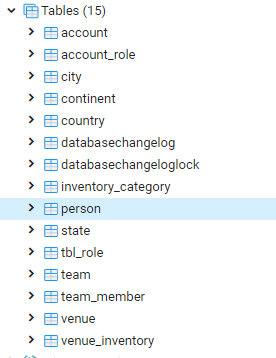 Tables (15)
account
account_role
city
continent
country
databasechangelog
databasechangeloglock
inventory_category
person
state
tbl_role
team
team_member
venue
venue_inventory